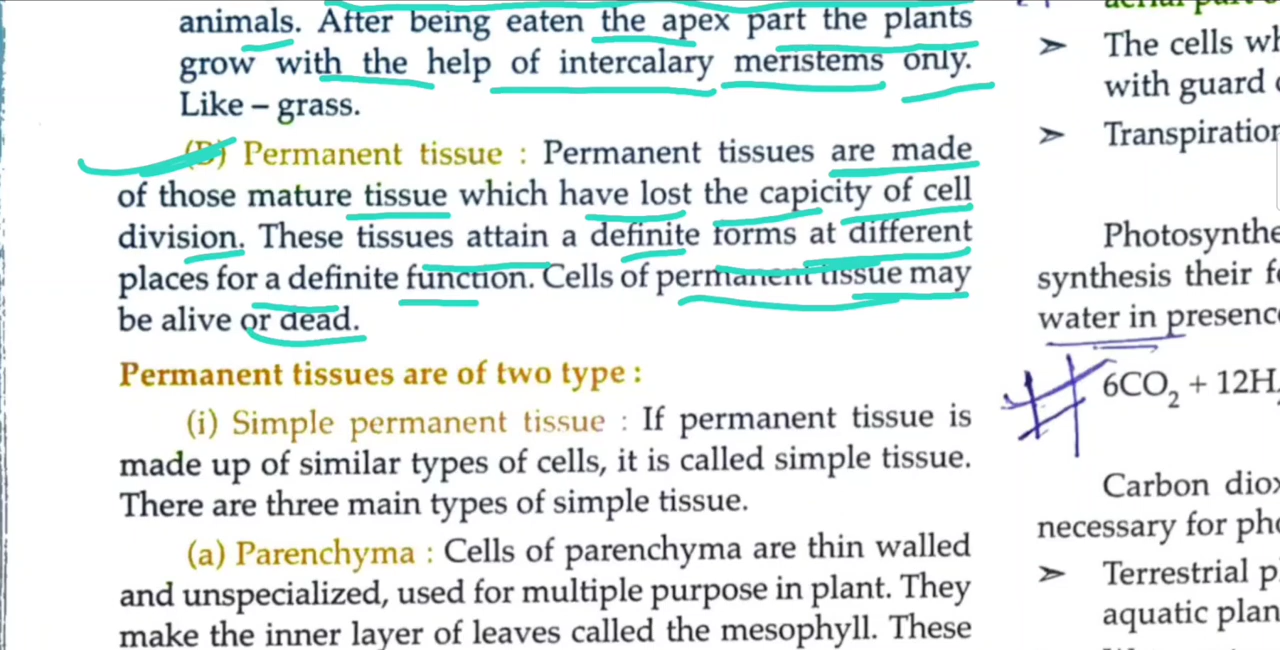 animals. After being eaten the apex part the plants
grow with the help of intercalary meristems only.
Like – grass.
(B) Permanent tissue : Permanent tissues are made
of those mature tissue which have lost the capicity of cell
division. These tissues attain a definite forms at different
places for a definite function. Cells of permanent tissue may
be alive or dead.
Permanent tissues are of two type :
(i) Simple permanent tissue : If permanent tissue is
made up of similar types of cells, it is called simple tissue.
There are three main types of simple tissue.
(a) Parenchyma : Cells of parenchyma are thin walled
and unspecialized, used for multiple purpose in plant. They
make the inner layer of leaves called the mesophyll. These
aerial part
➢ The cells
with guard
➢
Photosynthe
synthesis their
water in presence
6CO₂ + 12H
Carbon
necessary for
➢ Terrestrial
aquatic